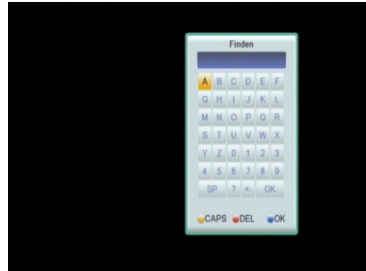 Finden
A B C D E F
G H I J K L
M N O P Q R
S T U V W X
Y Z 0 1 2 3
4 5 6 7 8 9
SP ? <- OK
CAPS DEL OK